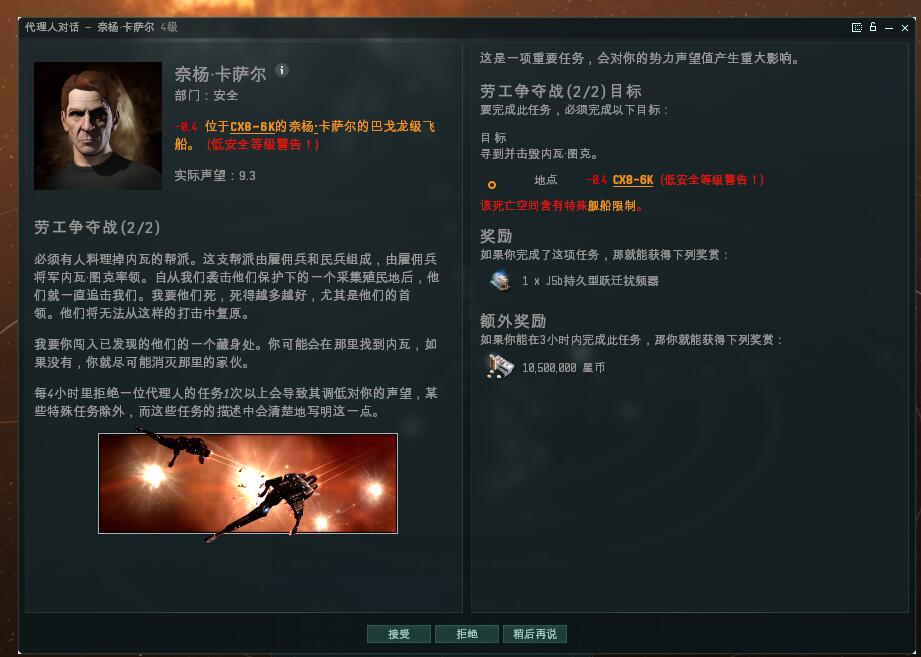 代理人对话 - 奈杨·卡萨尔 4级
奈杨·卡萨尔
部门：安全
-0.4 位于CX8-6K的奈杨·卡萨尔的巴戈龙级飞
船。 (低安全等级警告！)
实际声望：9.3
劳工争夺战(2/2)
必须有人料理掉内瓦的帮派。这支帮派由雇佣兵和民兵组成，由雇佣兵
将军内瓦·图克率领。自从我们袭击他们保护下的一个采集殖民地后，他
们就一直追击我们。我要他们死，死得越多越好，尤其是他们的首
领。他们将无法从这样的打击中复原。
我要你闯入已发现的他们的一个藏身处。你可能会在那里找到内瓦，如
果没有，你就尽可能消灭那里的家伙。
每4小时里拒绝一位代理人的任务1次以上会导致其调低对你的声望，某
些特殊任务除外，而这些任务的描述中会清楚地写明这一点。
这是一项重要任务，会对你的势力声望值产生重大影响。
劳工争夺战(2/2)目标
要完成此任务，必须完成以下目标：
目标
寻到并击毁内瓦·图克。
地点 -0.4 CX8-6K (低安全等级警告！)
该死亡空间含有特殊舰船限制。
奖励
如果你完成了这项任务，那就能获得下列奖赏：
1 x J5b持久型跃迁扰频器
额外奖励
如果你能在3小时内完成此任务，那你就能获得下列奖赏：
10,500,000 星币
接受
拒绝
稍后再说